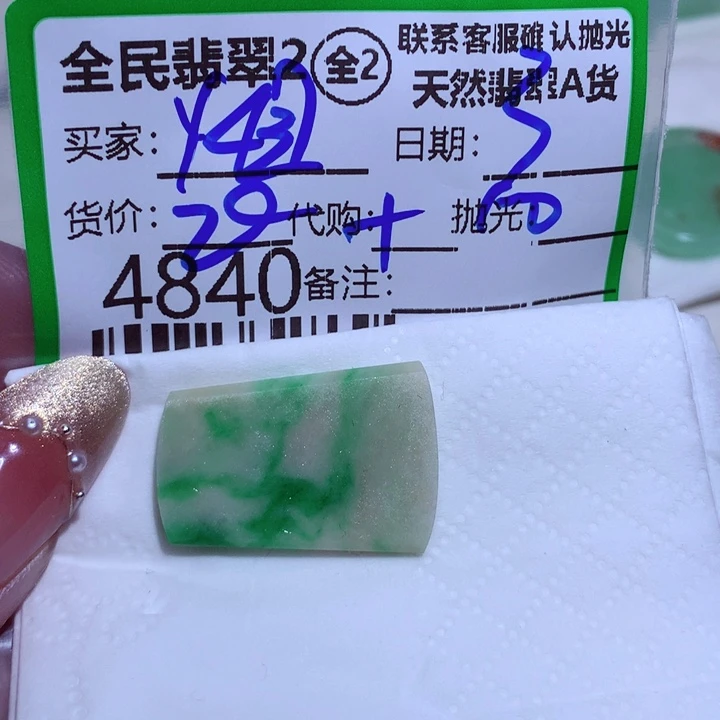 全民翡翠2 全2
联系客服确认抛光
天然翡翠A货
买家: 日期:
货价: 代购: 抛光:
4840 备注: